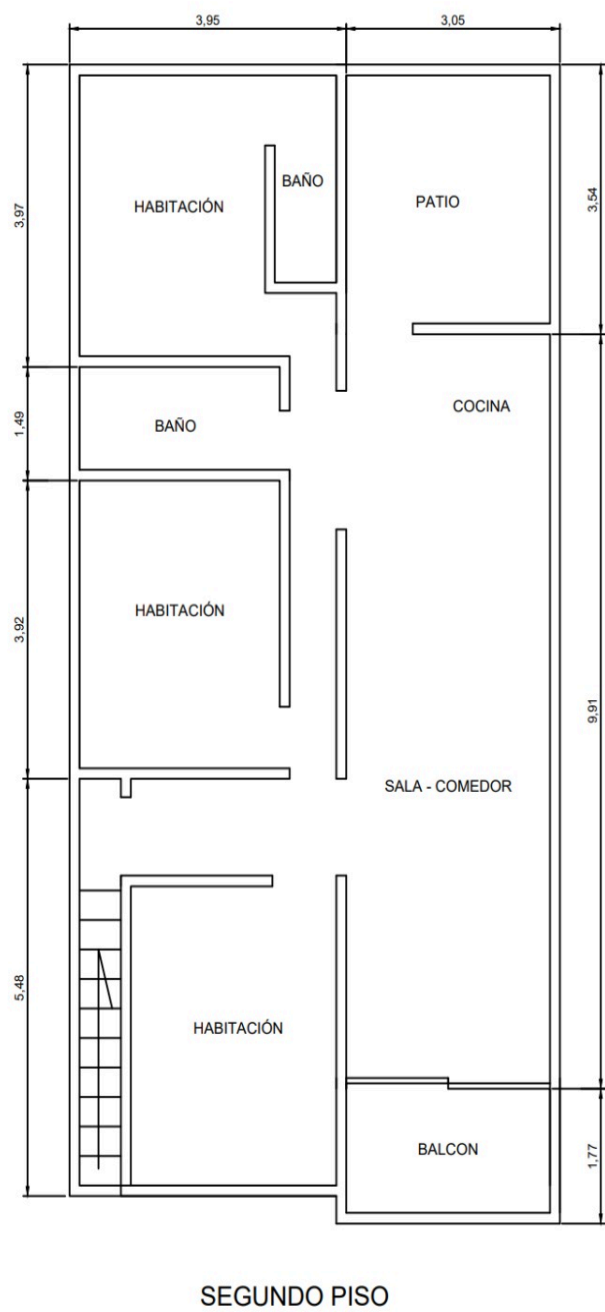 3,95
3,05
3,97
3,54
HABITACIÓN
BAÑO
PATIO
1,49
BAÑO
COCINA
3,92
HABITACIÓN
9,91
SALA - COMEDOR
5,48
HABITACIÓN
BALCON
1,77
SEGUNDO PISO